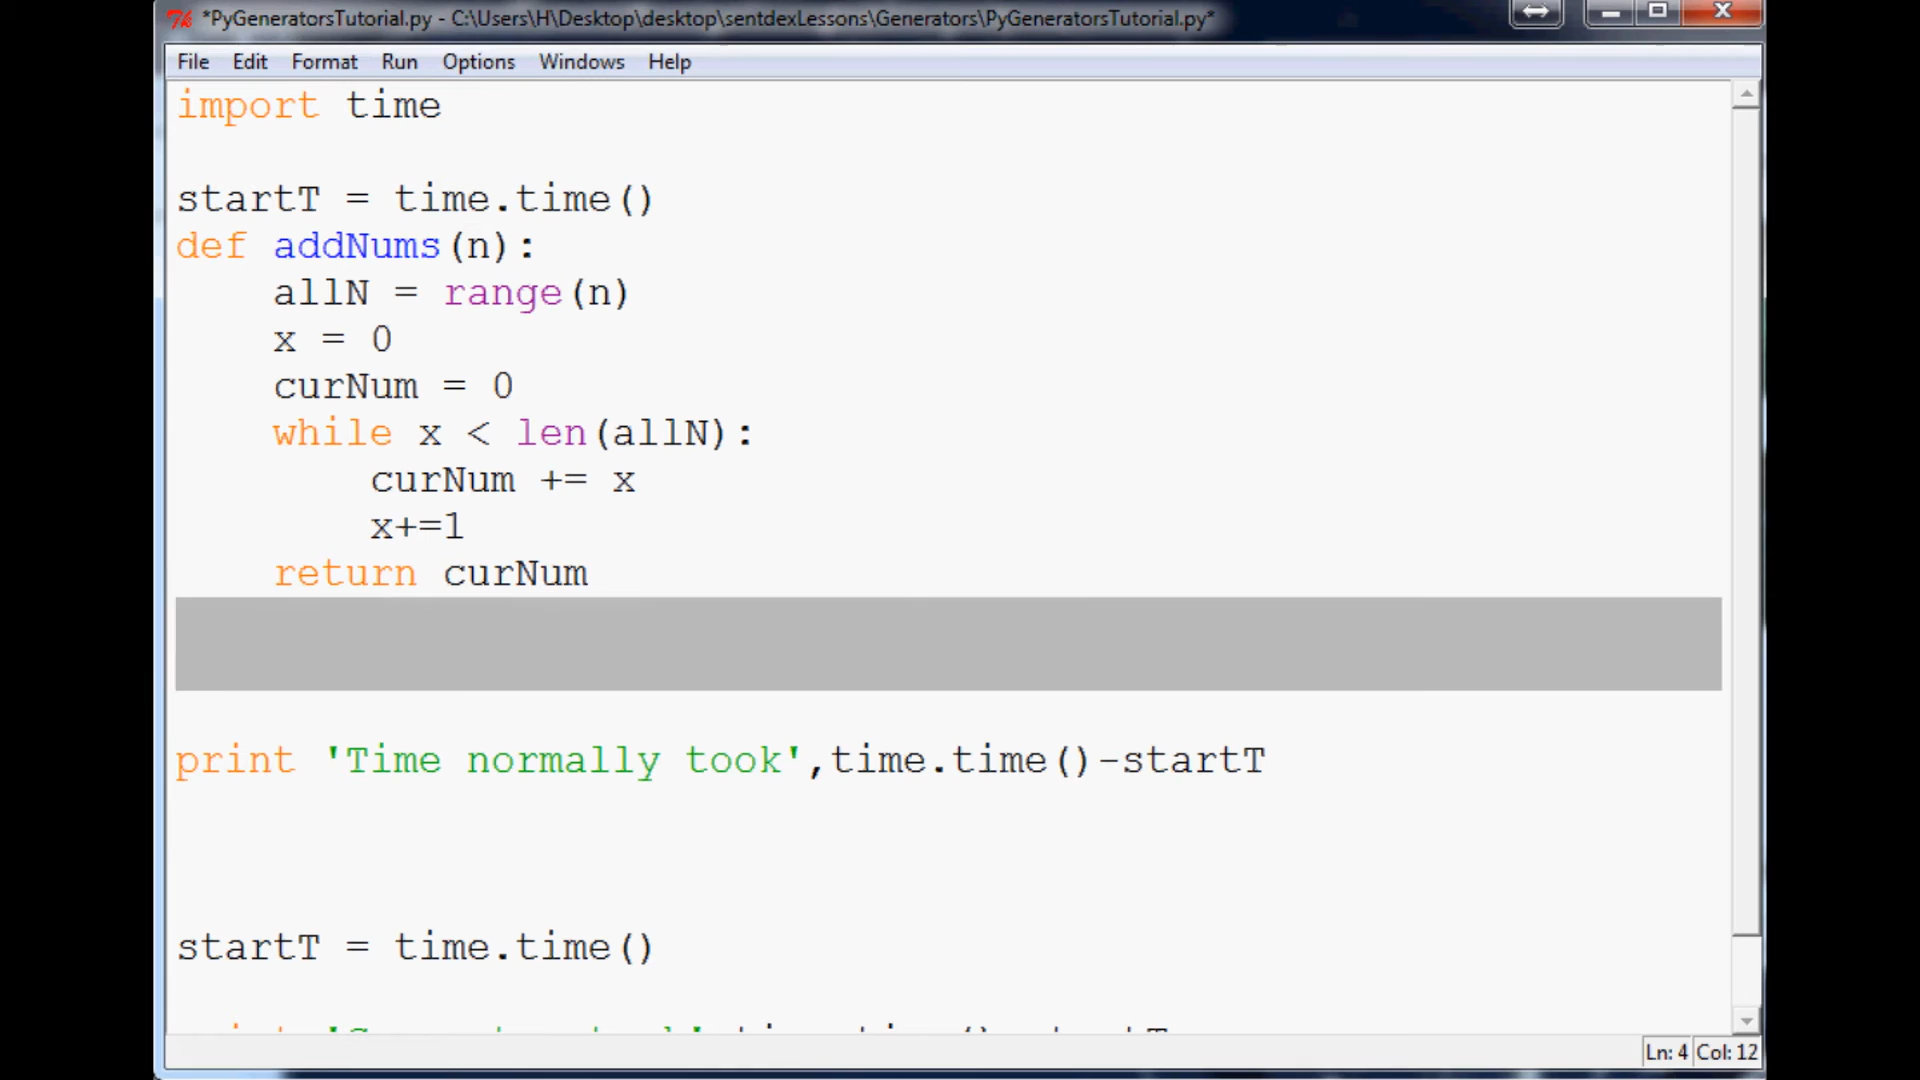 *PyGeneratorsTutorial.py - C:\Users\H\Desktop\desktop\sentdexLessons\Generators\PyGeneratorsTutorial.py*
File Edit Format Run Options Windows Help
import time
startT = time.time()
def addNums(n):
    allN = range(n)
    x = 0
    curNum = 0
    while x < len(allN):
        curNum += x
        x+=1
    return curNum
print 'Time normally took',time.time()-startT
startT = time.time()
Ln: 4 Col: 12